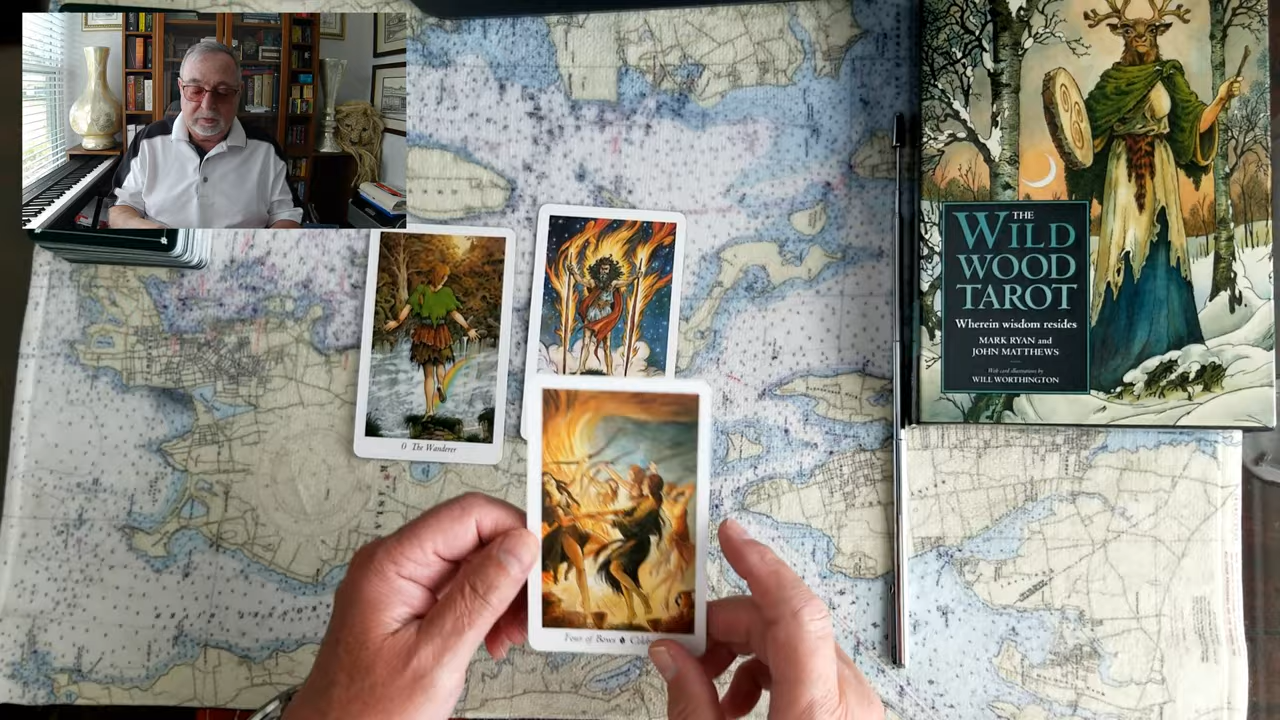 0 The Wanderer
Four of Bows
THE
WILD
WOOD
TAROT
Wherein wisdom resides
MARK RYAN and
JOHN MATTHEWS
With card illustrations by
WILL WORTHINGTON